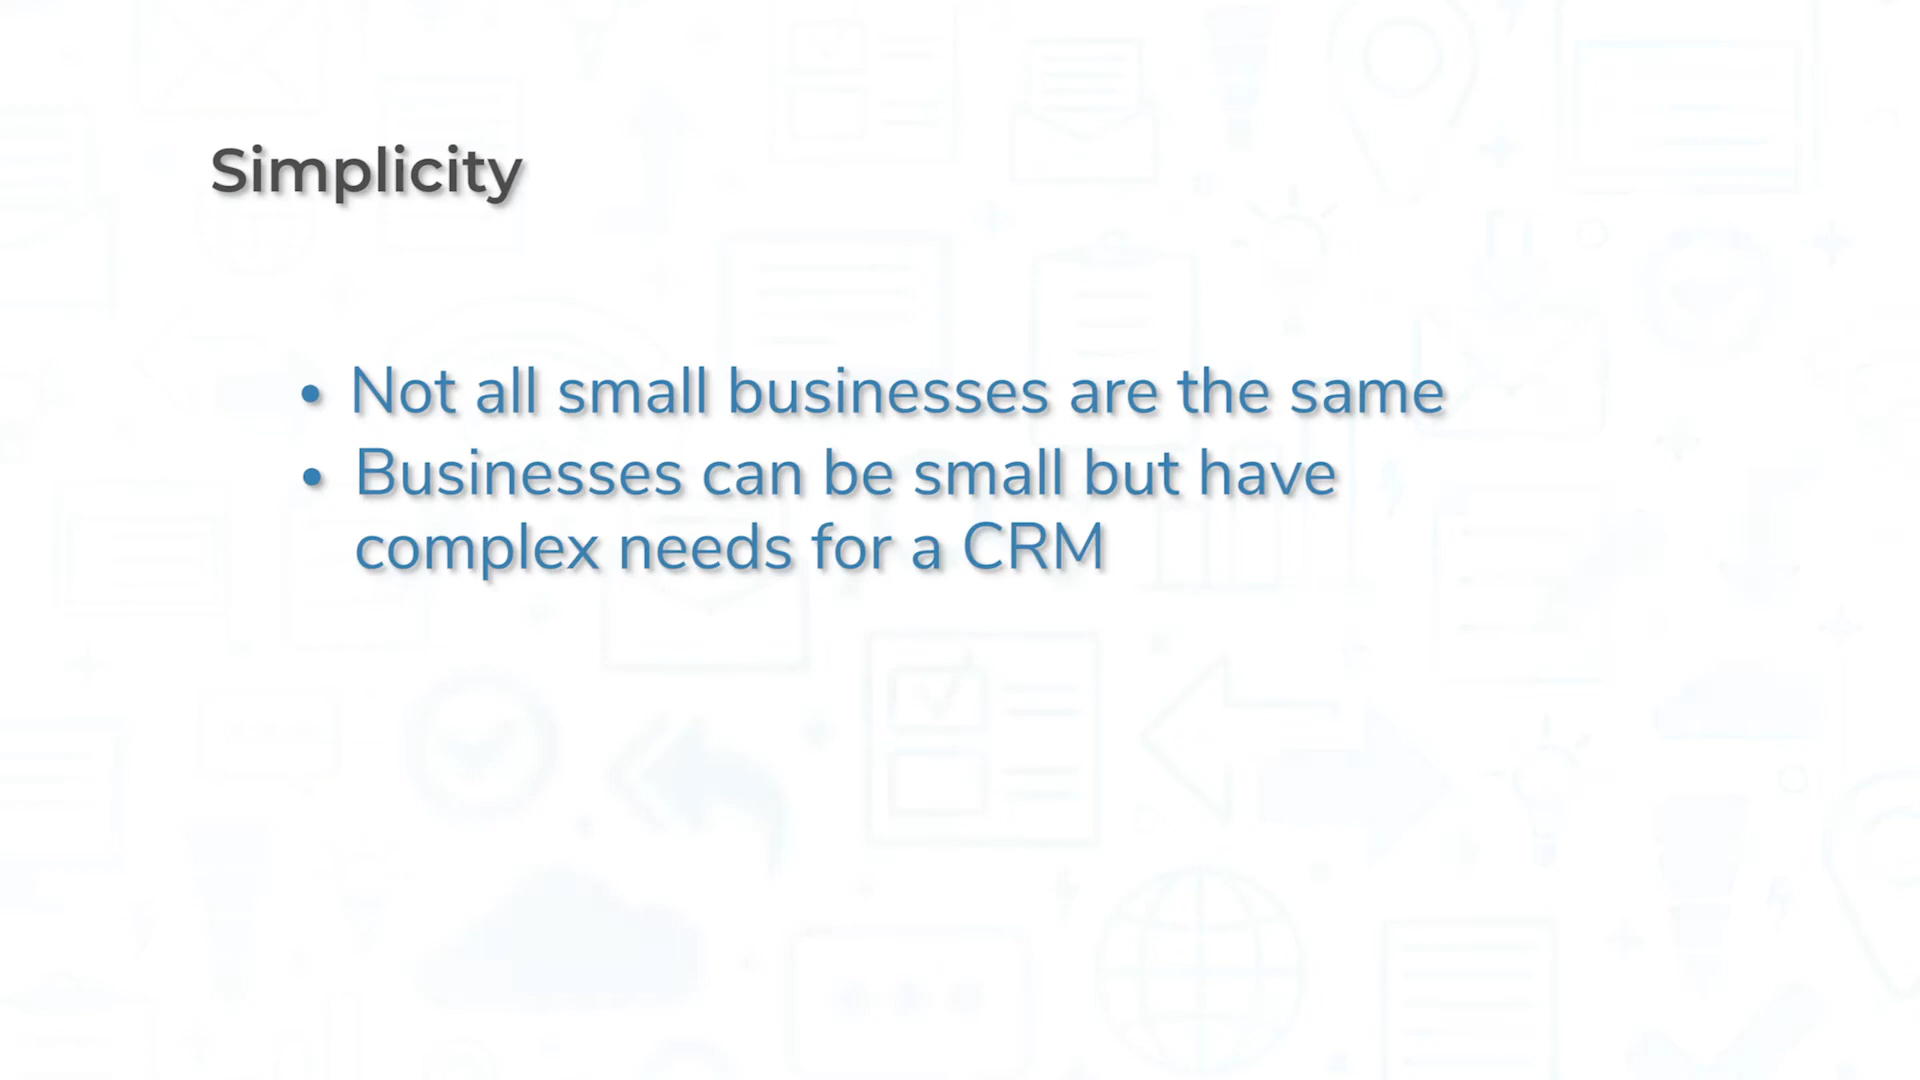 Simplicity
• Not all small businesses are the same
• Businesses can be small but have
complex needs for a CRM